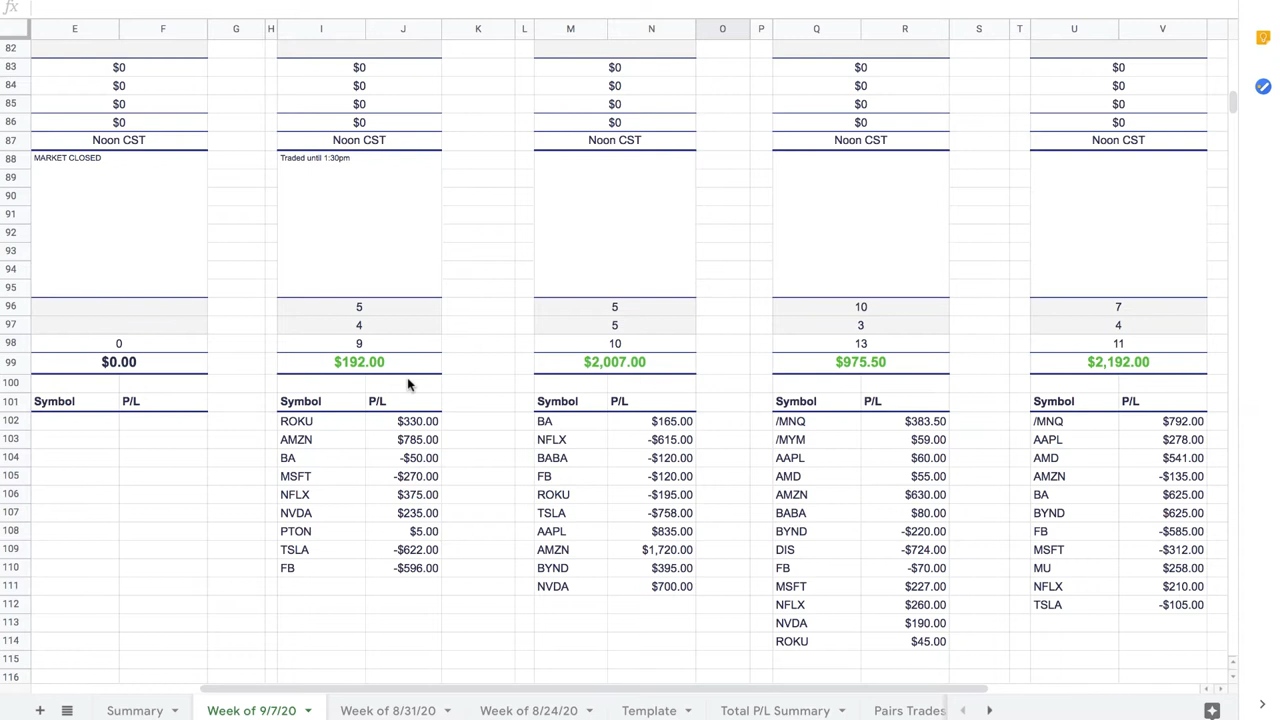 fx
E F G H I J K L M N O P Q R S T U V
82
83 $0 $0 $0 $0 $0
84 $0 $0 $0 $0 $0
85 $0 $0 $0 $0 $0
86 $0 $0 $0 $0 $0
87 Noon CST Noon CST Noon CST Noon CST Noon CST
88 MARKET CLOSED Traded until 1:30pm
89
90
91
92
93
94
95
96 5 5 10 7
97 4 5 3 4
98 0 9 10 13 11
99 $0.00 $192.00 $2,007.00 $975.50 $2,192.00
100
101 Symbol P/L Symbol P/L Symbol P/L Symbol P/L Symbol P/L
102 ROKU $330.00 BA $165.00 /MNQ $383.50 /MNQ $792.00
103 AMZN $785.00 NFLX -$615.00 /MYM $59.00 AAPL $278.00
104 BA -$50.00 BABA -$120.00 AAPL $60.00 AMD $541.00
105 MSFT -$270.00 FB -$120.00 AMD $55.00 AMZN -$135.00
106 NFLX $375.00 ROKU -$195.00 AMZN $630.00 BA $625.00
107 NVDA $235.00 TSLA -$758.00 BABA $80.00 BYND $625.00
108 PTON $5.00 AAPL $835.00 BYND -$220.00 FB -$585.00
109 TSLA -$622.00 AMZN $1,720.00 DIS -$724.00 MSFT -$312.00
110 FB -$596.00 BYND $395.00 FB -$70.00 MU $258.00
111 NVDA $700.00 MSFT $227.00 NFLX $210.00
112 NFLX $260.00 TSLA -$105.00
113 NVDA $190.00
114 ROKU $45.00
115
116
Summary Week of 9/7/20 Week of 8/31/20 Week of 8/24/20 Template Total P/L Summary Pairs Trades